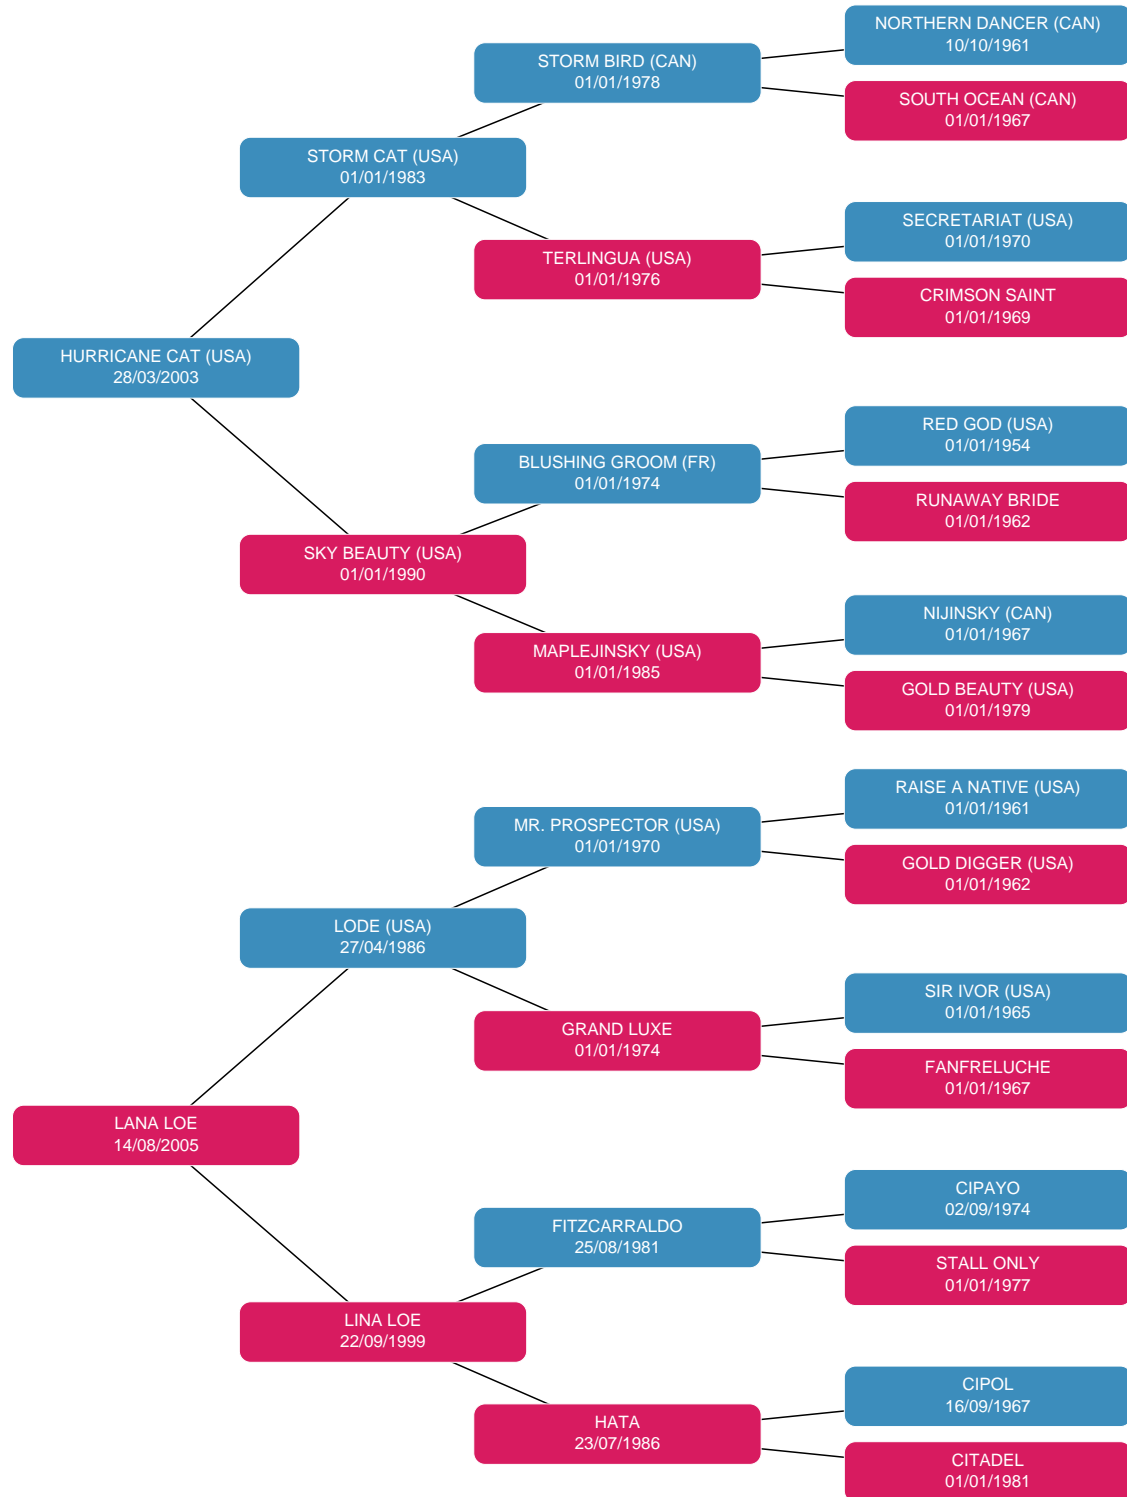 NORTHERN DANCER (CAN)
10/10/1961
STORM BIRD (CAN)
01/01/1978
SOUTH OCEAN (CAN)
01/01/1967
STORM CAT (USA)
01/01/1983
SECRETARIAT (USA)
01/01/1970
TERLINGUA (USA)
01/01/1976
CRIMSON SAINT
01/01/1969
HURRICANE CAT (USA)
28/03/2003
RED GOD (USA)
01/01/1954
BLUSHING GROOM (FR)
01/01/1974
RUNAWAY BRIDE
01/01/1962
SKY BEAUTY (USA)
01/01/1990
NIJINSKY (CAN)
01/01/1967
MAPLEJINSKY (USA)
01/01/1985
GOLD BEAUTY (USA)
01/01/1979
RAISE A NATIVE (USA)
01/01/1961
MR. PROSPECTOR (USA)
01/01/1970
GOLD DIGGER (USA)
01/01/1962
LODE (USA)
27/04/1986
SIR IVOR (USA)
01/01/1965
GRAND LUXE
01/01/1974
FANFRELUCHE
01/01/1967
LANA LOE
14/08/2005
CIPAYO
02/09/1974
FITZCARRALDO
25/08/1981
STALL ONLY
01/01/1977
LINA LOE
22/09/1999
CIPOL
16/09/1967
HATA
23/07/1986
CITADEL
01/01/1981